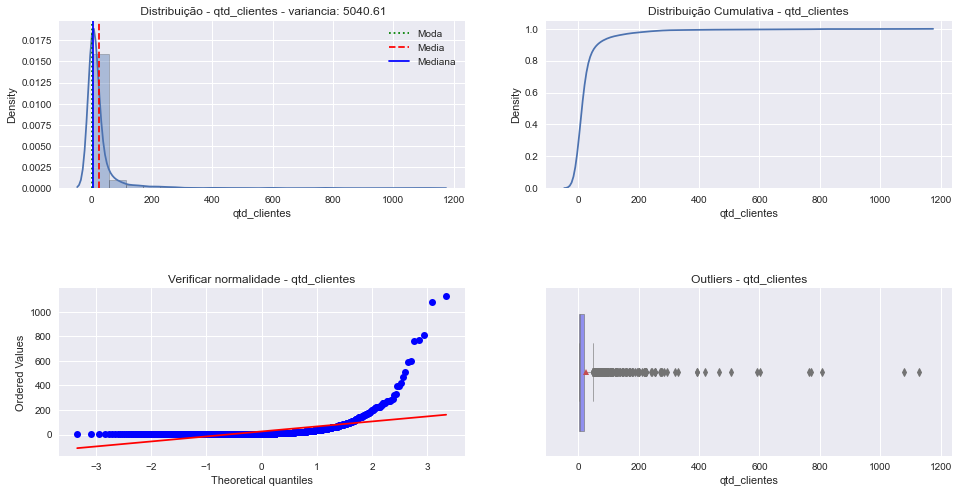 Distribuição - qtd_clientes - variancia: 5040.61
Moda
Media
Mediana
0.0175
0.0150
0.0125
0.0100
0.0075
0.0050
0.0025
0.0000
Density
0 200 400 600 800 1000 1200
qtd_clientes
Distribuição Cumulativa - qtd_clientes
1.0
0.8
0.6
0.4
0.2
0.0
Density
0 200 400 600 800 1000 1200
qtd_clientes
Verificar normalidade - qtd_clientes
1000
800
600
400
200
0
Ordered Values
−3 −2 −1 0 1 2 3
Theoretical quantiles
Outliers - qtd_clientes
0 200 400 600 800 1000 1200
qtd_clientes